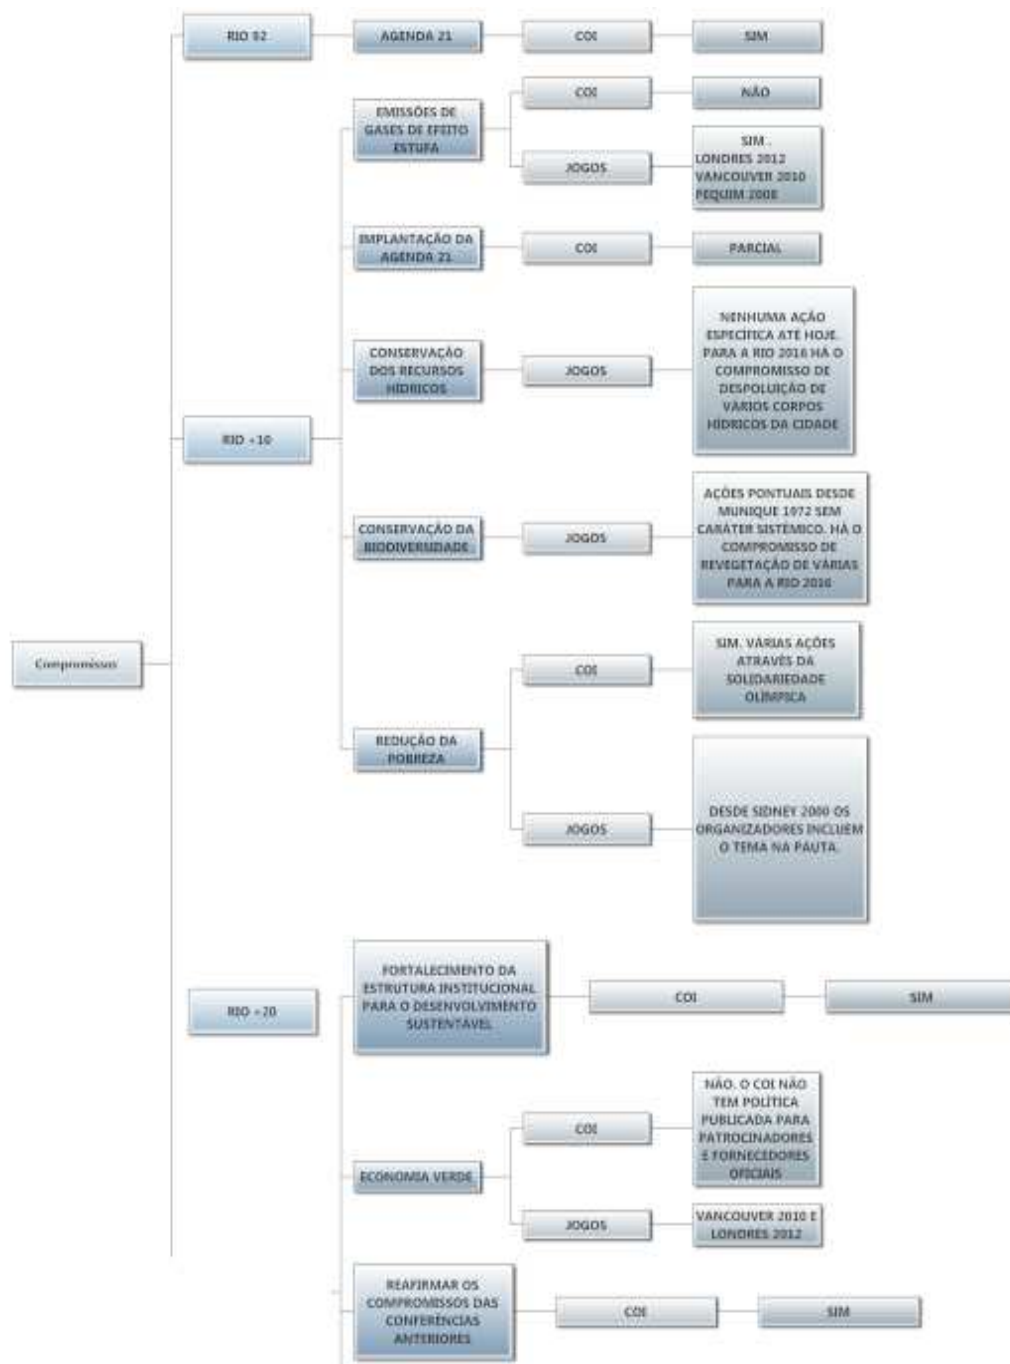 RIO 92
AGENDA 21
COI
SIM
EMISSÕES DE
GASES DE EFEITO
ESTUFA
COI
NÃO
JOGOS
SIM .
LONDRES 2012
VANCOUVER 2010
PEQUIM 2008
IMPLANTAÇÃO DA
AGENDA 21
COI
PARCIAL
RIO +10
CONSERVAÇÃO
DOS RECURSOS
HÍDRICOS
JOGOS
NENHUMA AÇÃO
ESPECÍFICA ATÉ HOJE.
PARA A RIO 2016 HÁ O
COMPROMISSO DE
DESPOLUIÇÃO DE
VÁRIOS CORPOS
HÍDRICOS DA CIDADE
CONSERVAÇÃO DA
BIODIVERSIDADE
JOGOS
AÇÕES PONTUAIS DESDE
MUNIQUE 1972 SEM
CARÁTER SISTÊMICO. HÁ O
COMPROMISSO DE
REVEGETAÇÃO DE VÁRIAS
PARA A RIO 2016
Compromissos
REDUÇÃO DA
POBREZA
COI
SIM. VÁRIAS AÇÕES
ATRAVÉS DA
SOLIDARIEDADE
OLÍMPICA
JOGOS
DESDE SIDNEY 2000 OS
ORGANIZADORES INCLUEM
O TEMA NA PAUTA.
RIO +20
FORTALECIMENTO DA
ESTRUTURA INSTITUCIONAL
PARA O DESENVOLVIMENTO
SUSTENTÁVEL
COI
SIM
ECONOMIA VERDE
COI
NÃO. O COI NÃO
TEM POLÍTICA
PUBLICADA PARA
PATROCINADORES
E FORNECEDORES
OFICIAIS
JOGOS
VANCOUVER 2010 E
LONDRES 2012
REAFIRMAR OS
COMPROMISSOS DAS
CONFERÊNCIAS
ANTERIORES
COI
SIM